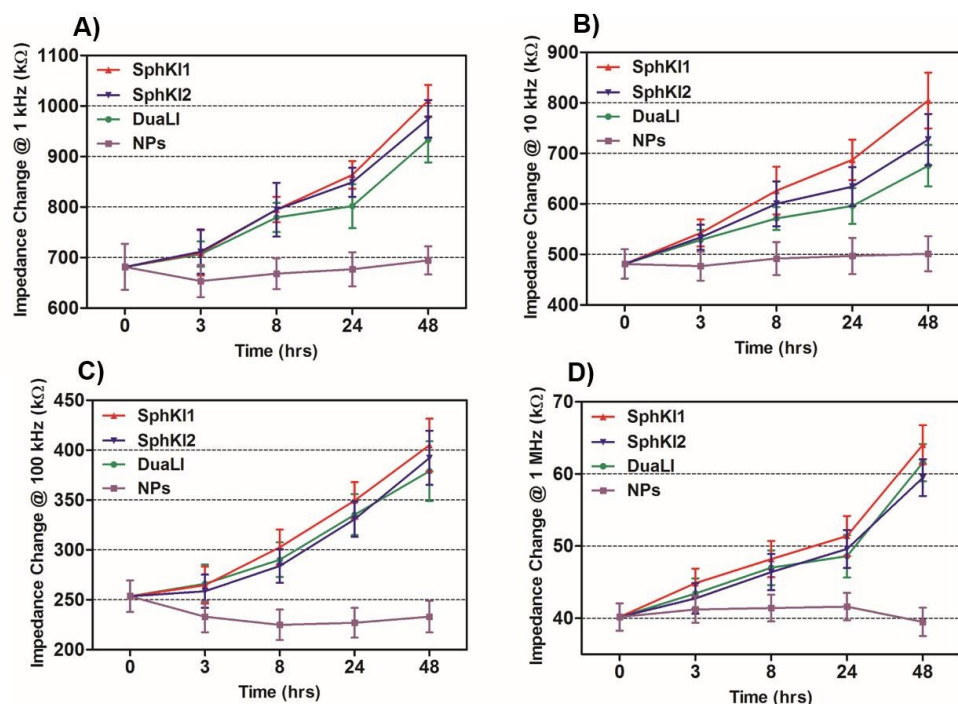 A)
Impedance Change @ 1 kHz (kΩ)
1100
1000
900
800
700
600
SphKI1
SphKI2
DuaLI
NPs
0 3 8 24 48
Time (hrs)
B)
Impedance Change @ 10 kHz (kΩ)
900
800
700
600
500
400
SphKI1
SphKI2
DuaLI
NPs
0 3 8 24 48
Time (hrs)
C)
Impedance Change @ 100 kHz (kΩ)
450
400
350
300
250
200
SphKI1
SphKI2
DuaLI
NPs
0 3 8 24 48
Time (hrs)
D)
Impedance Change @ 1 MHz (kΩ)
70
60
50
40
30
SphKI1
SphKI2
DuaLI
NPs
0 3 8 24 48
Time (hrs)